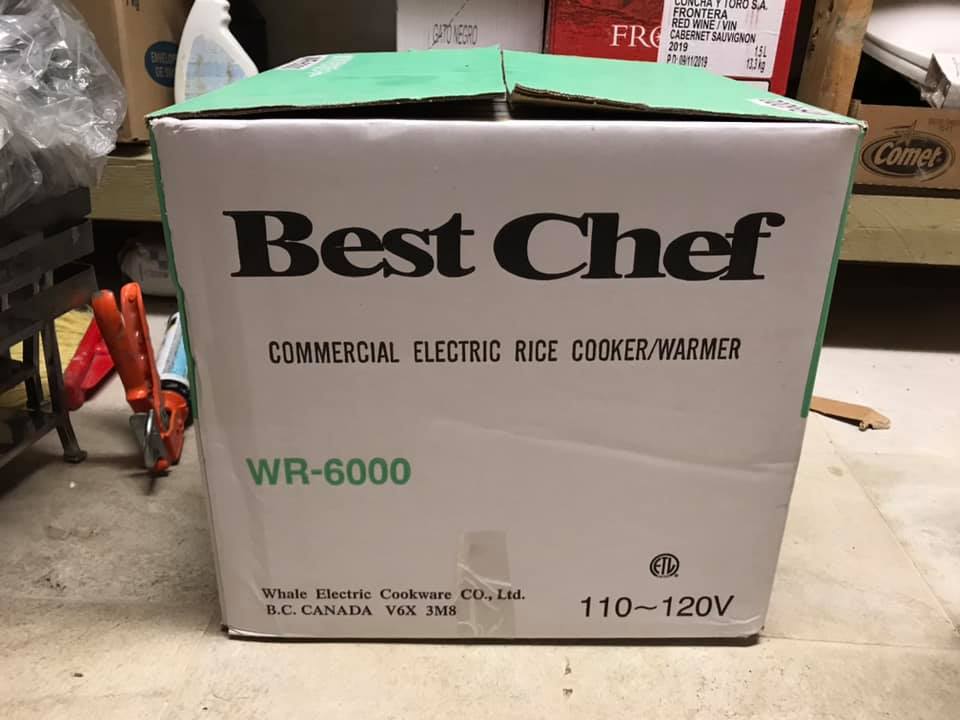 CONCHA Y TORO S.A.
FRONTERA
RED WINE / VIN
CABERNET SAUVIGNON
2019
1.5 L
P.D: 09/11/2019
13,3 kg
GATO NEGRO
FRO
Comet
Best Chef
COMMERCIAL ELECTRIC RICE COOKER/WARMER
WR-6000
ETL
Whale Electric Cookware CO., Ltd.
B.C. CANADA V6X 3M8
110~120V